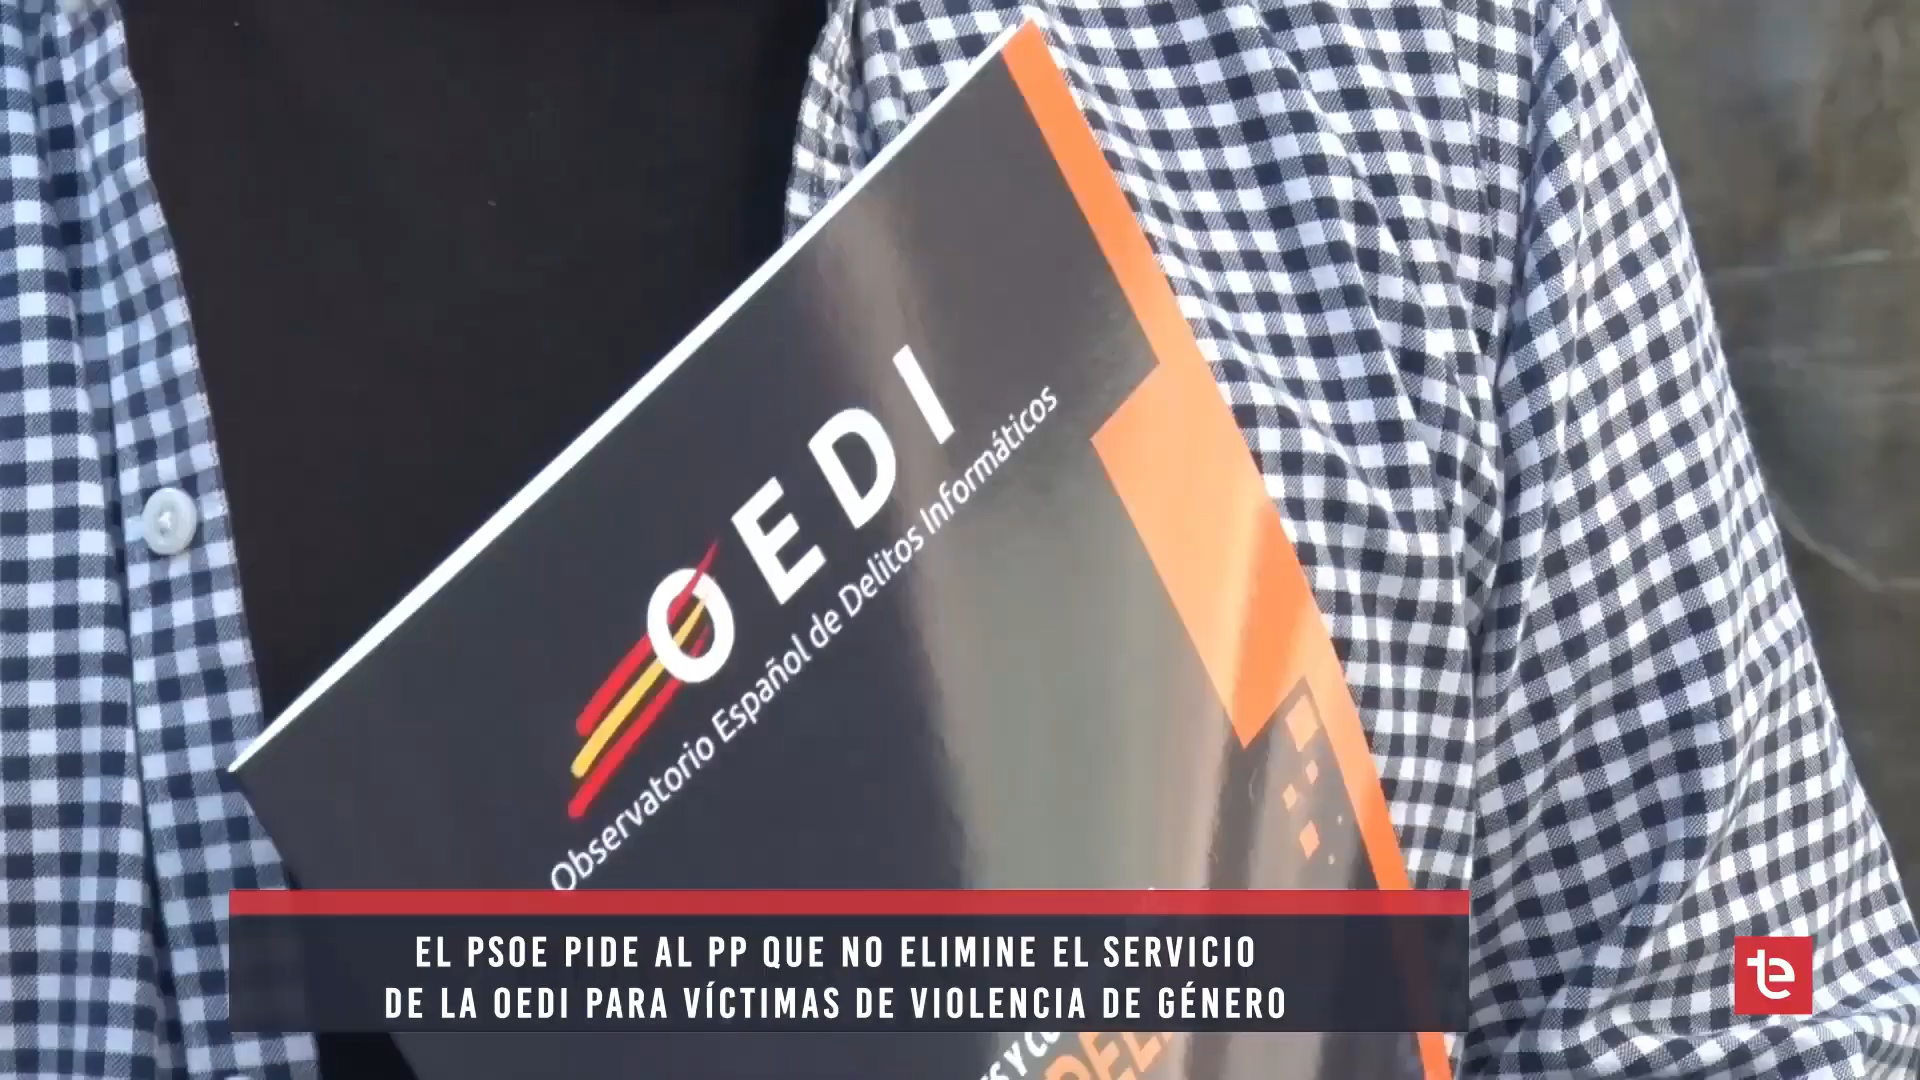 OEDI
Observatorio Español de Delitos Informáticos
EL PSOE PIDE AL PP QUE NO ELIMINE EL SERVICIO
DE LA OEDI PARA VÍCTIMAS DE VIOLENCIA DE GÉNERO
te